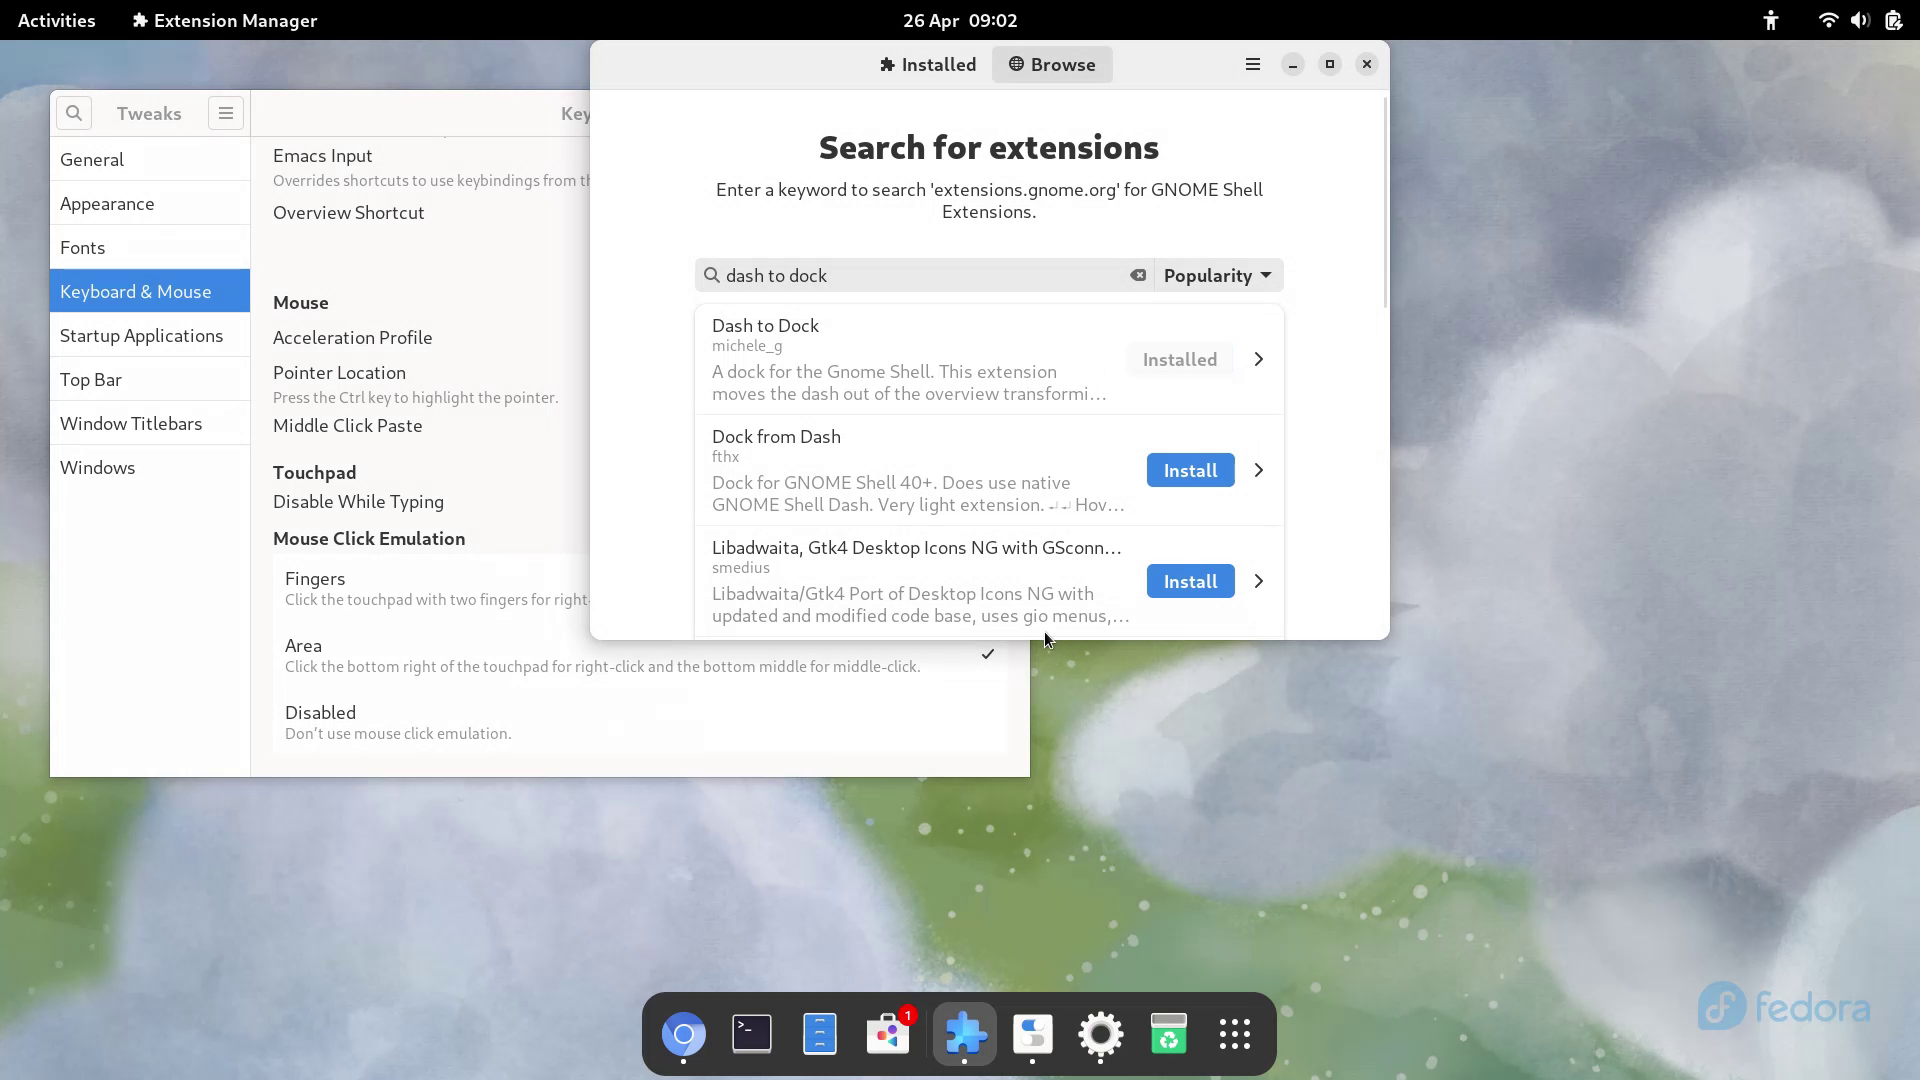 Activities
Extension Manager
26 Apr 09:02
Tweaks
Key
General
Appearance
Fonts
Keyboard & Mouse
Startup Applications
Top Bar
Window Titlebars
Windows
Emacs Input
Overrides shortcuts to use keybindings from th
Overview Shortcut
Mouse
Acceleration Profile
Pointer Location
Press the Ctrl key to highlight the pointer.
Middle Click Paste
Touchpad
Disable While Typing
Mouse Click Emulation
Fingers
Click the touchpad with two fingers for right-
Area
Click the bottom right of the touchpad for right-click and the bottom middle for middle-click.
Disabled
Don’t use mouse click emulation.
Installed
Browse
Search for extensions
Enter a keyword to search 'extensions.gnome.org' for GNOME Shell
Extensions.
dash to dock
Popularity
Dash to Dock
michele_g
A dock for the Gnome Shell. This extension
moves the dash out of the overview transformi…
Installed
Dock from Dash
fthx
Dock for GNOME Shell 40+. Does use native
GNOME Shell Dash. Very light extension. ↵↵ Hov…
Install
Libadwaita, Gtk4 Desktop Icons NG with GSconn…
smedius
Libadwaita/Gtk4 Port of Desktop Icons NG with
updated and modified code base, uses gio menus,…
Install
1
fedora